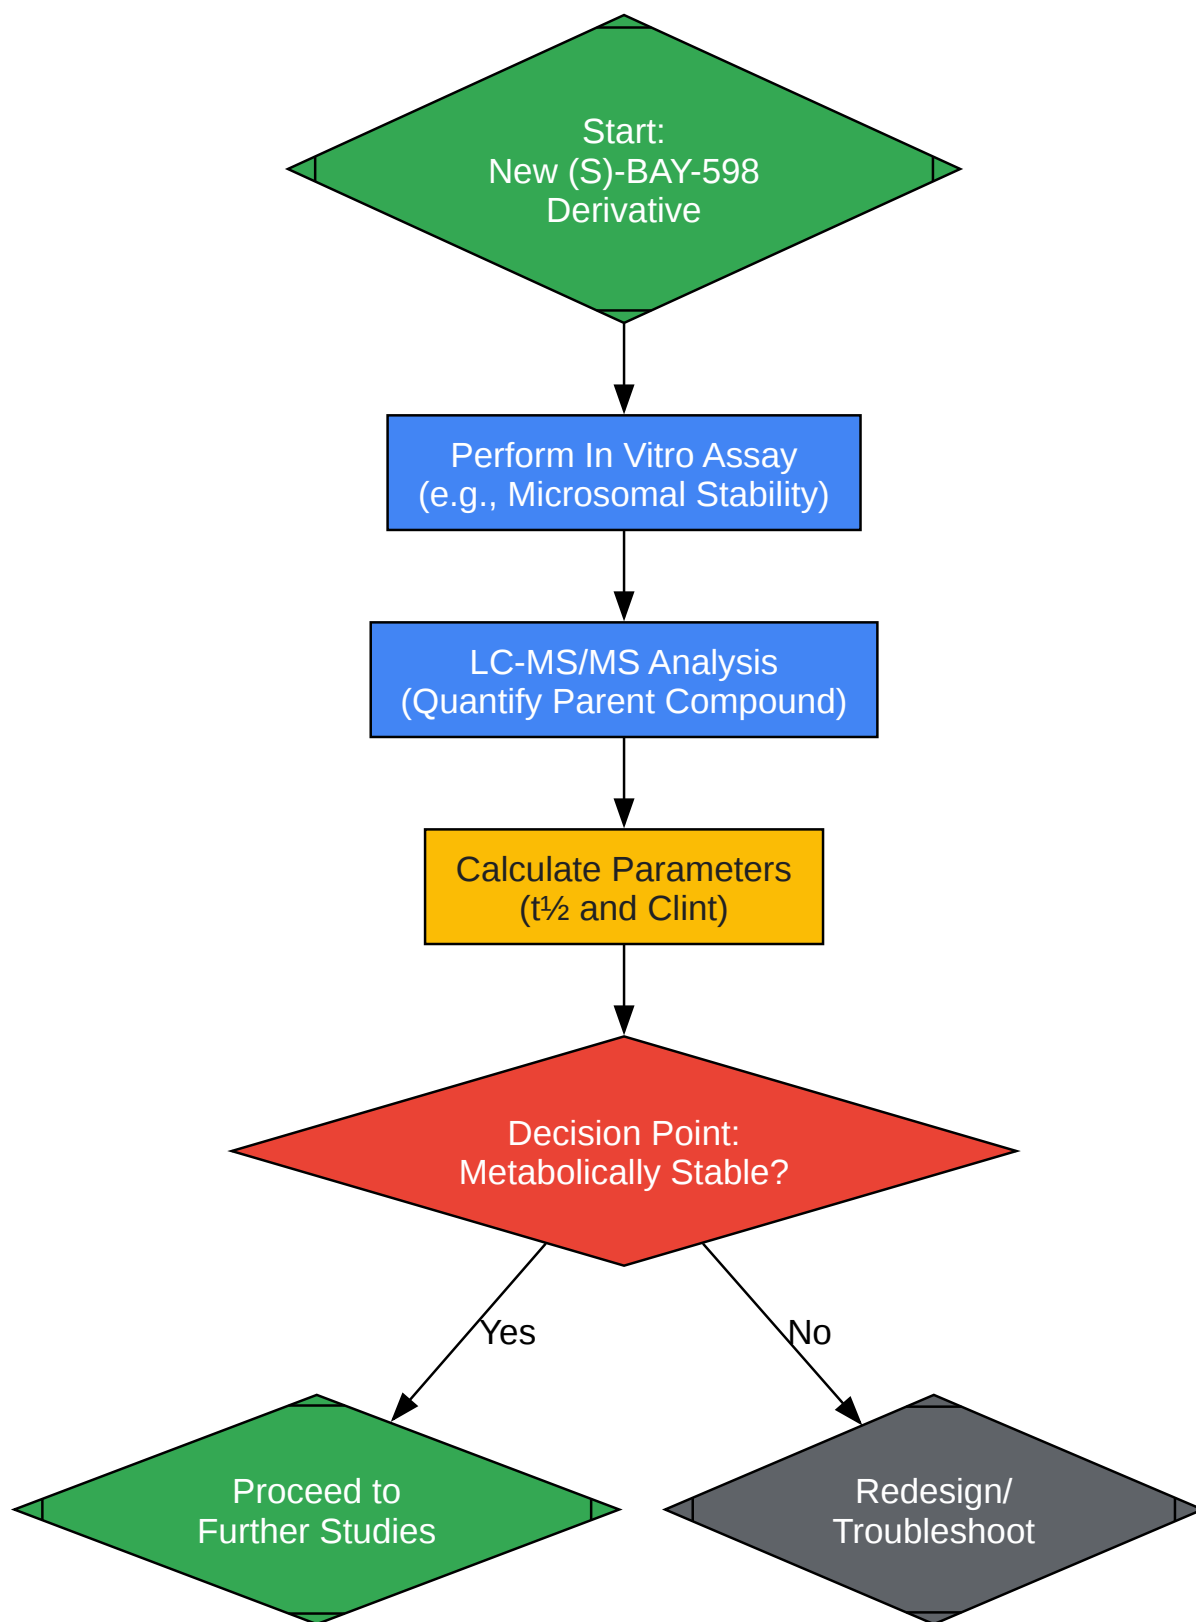 Start:
New (S)-BAY-598
Derivative
Perform In Vitro Assay
(e.g., Microsomal Stability)
LC-MS/MS Analysis
(Quantify Parent Compound)
Calculate Parameters
(t½ and Clint)
Decision Point:
Metabolically Stable?
Yes
No
Proceed to
Further Studies
Redesign/
Troubleshoot